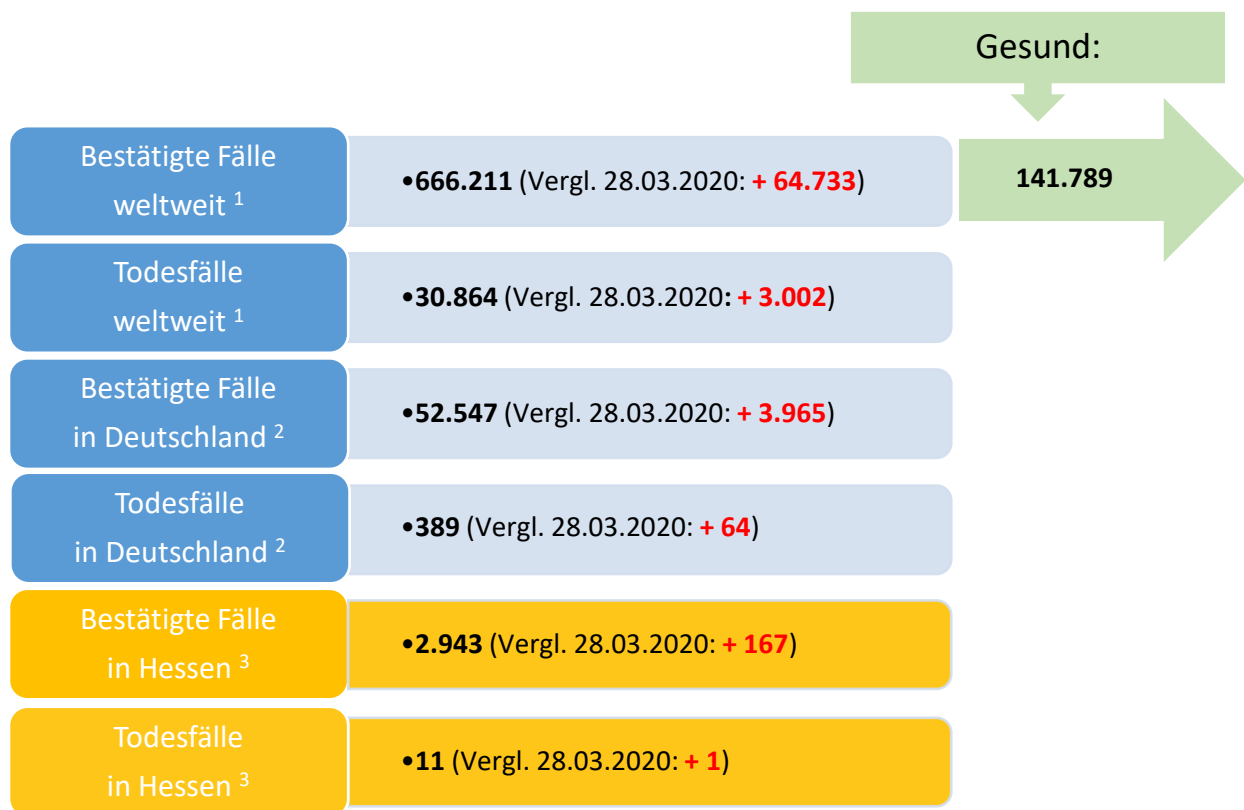 Gesund:
Bestätigte Fälle
weltweit ¹
•666.211 (Vergl. 28.03.2020: + 64.733)
141.789
Todesfälle
weltweit ¹
•30.864 (Vergl. 28.03.2020: + 3.002)
Bestätigte Fälle
in Deutschland ²
•52.547 (Vergl. 28.03.2020: + 3.965)
Todesfälle
in Deutschland ²
•389 (Vergl. 28.03.2020: + 64)
Bestätigte Fälle
in Hessen ³
•2.943 (Vergl. 28.03.2020: + 167)
Todesfälle
in Hessen ³
•11 (Vergl. 28.03.2020: + 1)